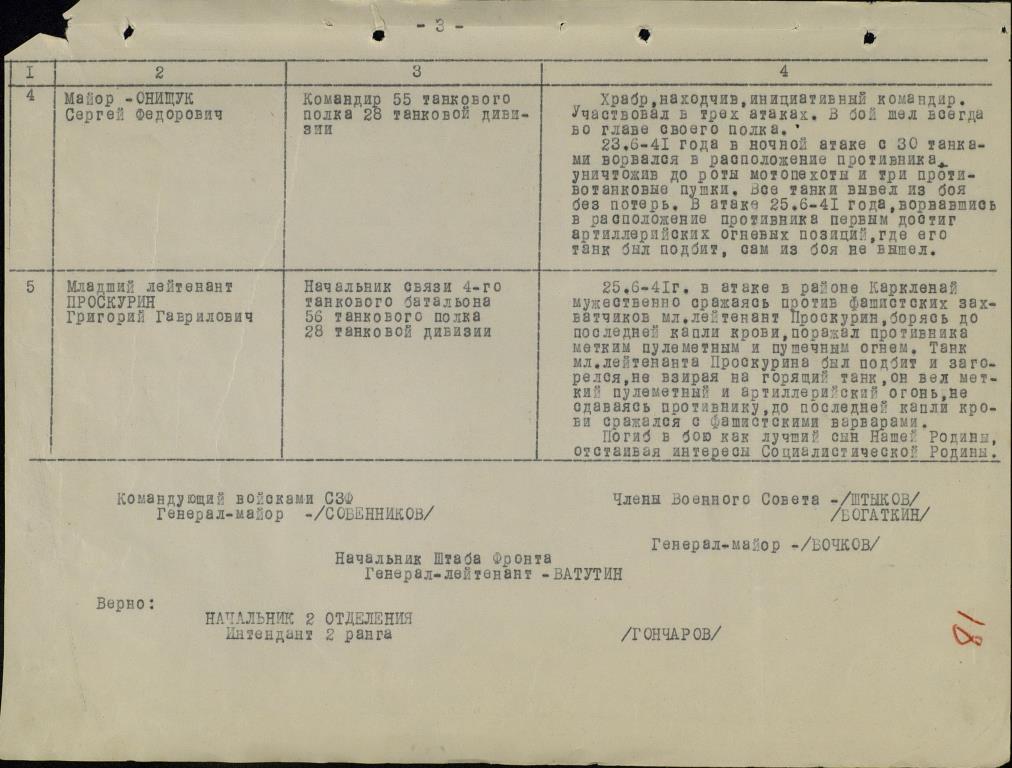 - 3 -
I 2 3 4
4
Майор -ОНИЩУК
Сергей Федорович
Командир 55 танкового
полка 28 танковой диви-
зии
Храбр,находчив,инициативный командир.
Участвовал в трех атаках. В бой шел всегда
во главе своего полка.
23.6-41 года в ночной атаке с 30 танка-
ми ворвался в расположение противника,
уничтожив до роты мотопехоты и три проти-
вотанковые пушки. Все танки вывел из боя
без потерь. В атаке 25.6-41 года,ворвавшись
в расположение противника первым достиг
артиллерийских огневых позиций,где его
танк был подбит, сам из боя не вышел.
5
Младший лейтенант
ПРОСКУРИН
Григорий Гаврилович
Начальник связи 4-го
танкового батальона
56 танкового полка
28 танковой дивизии
25.6-41г. в атаке в районе Каркленай
мужественно сражаясь против фашистских зах-
ватчиков мл.лейтенант Проскурин,борясь до
последней капли крови,поражал противника
метким пулеметным и пушечным огнем. Танк
мл.лейтенанта Проскурина был подбит и заго-
релся,не взирая на горящий танк,он вел мет-
кий пулеметный и артиллерийский огонь,не
сдаваясь противнику,до последней капли кро-
ви сражался с фашистскими варварами.
Погиб в бою как лучший сын Нашей Родины,
отстаивая интересы Социалистической Родины.
Командующий войсками СЗФ
Генерал-майор -/СОБЕННИКОВ/
Члены Военного Совета -/ШТЫКОВ/
/БОГАТКИН/
Генерал-майор -/БОЧКОВ/
Начальник Штаба Фронта
Генерал-лейтенант -ВАТУТИН
Верно:
НАЧАЛЬНИК 2 ОТДЕЛЕНИЯ
Интендант 2 ранга /ГОНЧАРОВ/
81